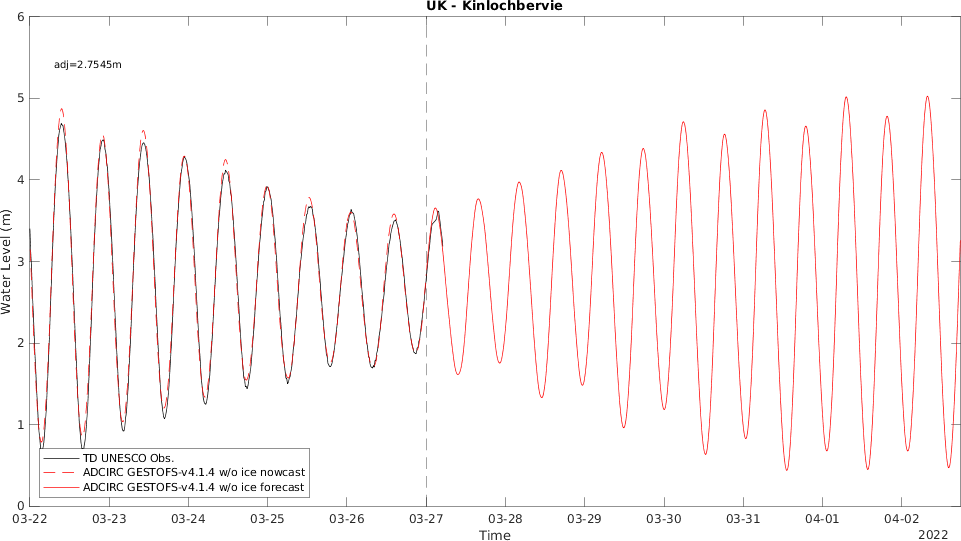 UK - Kinlochbervie
6
adj=2.7545m
5
4
3
2
1
0
Water Level (m)
TD UNESCO Obs.
ADCIRC GESTOFS-v4.1.4 w/o ice nowcast
ADCIRC GESTOFS-v4.1.4 w/o ice forecast
03-22 03-23 03-24 03-25 03-26 03-27 03-28 03-29 03-30 03-31 04-01 04-02
Time
2022